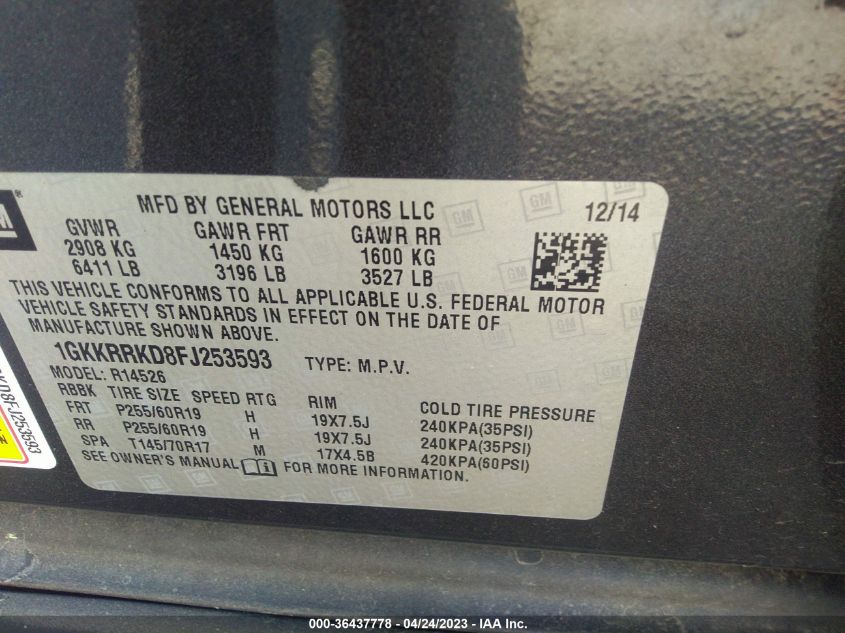 MFD BY GENERAL MOTORS LLC 12/14
GVWR GAWR FRT GAWR RR
2908 KG 1450 KG 1600 KG
6411 LB 3196 LB 3527 LB
THIS VEHICLE CONFORMS TO ALL APPLICABLE U.S. FEDERAL MOTOR
VEHICLE SAFETY STANDARDS IN EFFECT ON THE DATE OF
MANUFACTURE SHOWN ABOVE.
1GKKRRKD8FJ253593 TYPE: M.P.V.
MODEL: R14526
RBBK TIRE SIZE SPEED RTG RIM COLD TIRE PRESSURE
FRT P255/60R19 H 19X7.5J 240KPA(35PSI)
RR P255/60R19 H 19X7.5J 240KPA(35PSI)
SPA T145/70R17 M 17X4.5B 420KPA(60PSI)
SEE OWNER'S MANUAL FOR MORE INFORMATION.
000-36437778 - 04/24/2023 - IAA Inc.